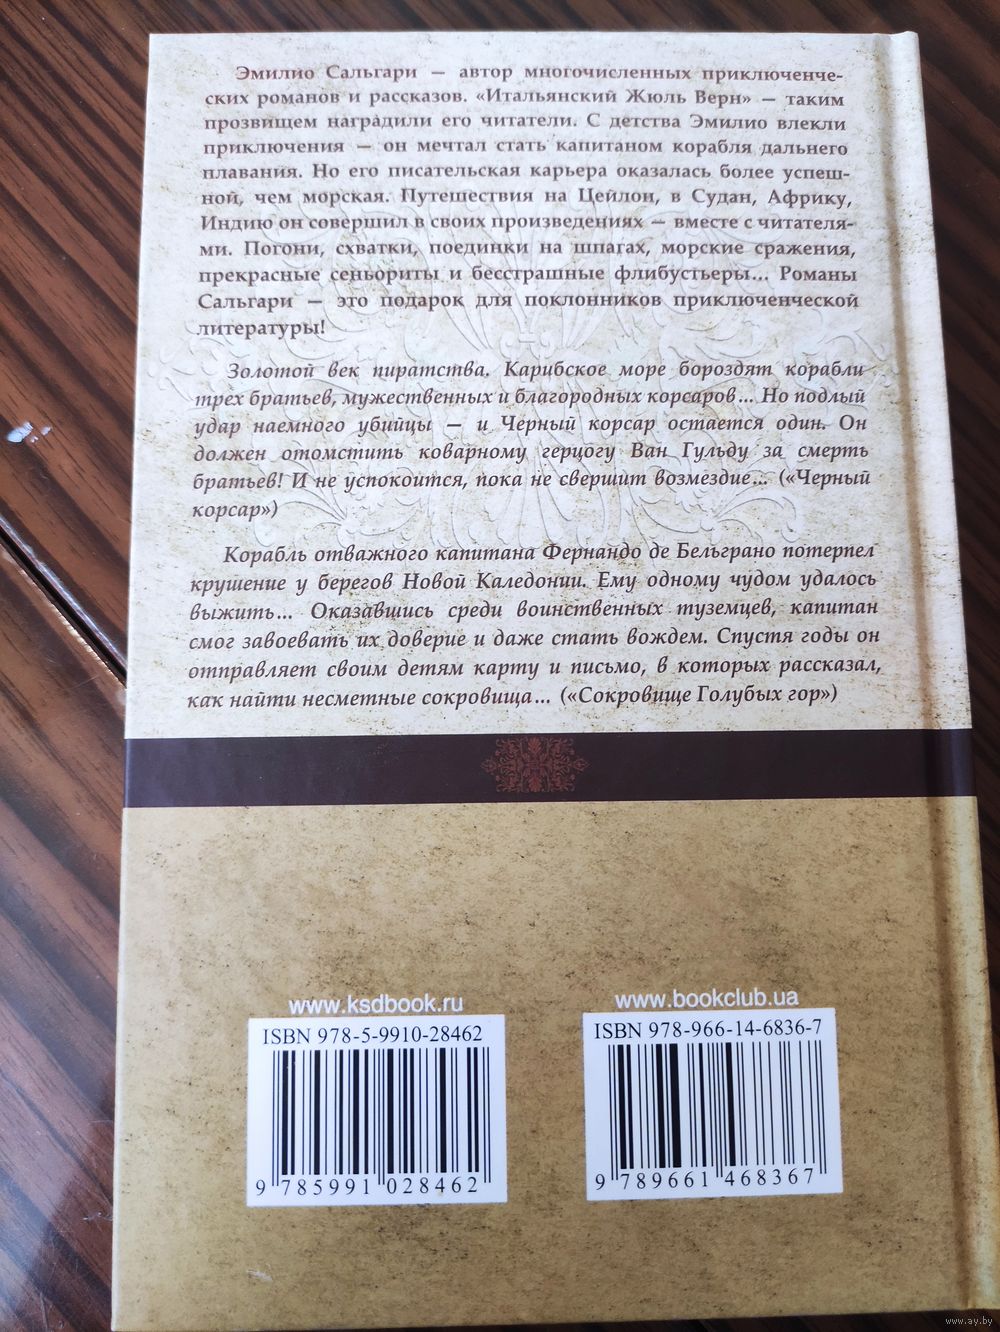 Эмилио Сальгари — автор многочисленных приключенче-
ских романов и рассказов. «Итальянский Жюль Верн» — таким
прозвищем наградили его читатели. С детства Эмилио влекли
приключения — он мечтал стать капитаном корабля дальнего
плавания. Но его писательская карьера оказалась более успеш-
ной, чем морская. Путешествия на Цейлон, в Судан, Африку,
Индию он совершил в своих произведениях — вместе с читателя-
ми. Погони, схватки, поединки на шпагах, морские сражения,
прекрасные сеньориты и бесстрашные флибустьеры... Романы
Сальгари — это подарок для поклонников приключенческой
литературы!
Золотой век пиратства. Карибское море бороздят корабли
трех братьев, мужественных и благородных корсаров... Но подлый
удар наемного убийцы — и Черный корсар остается один. Он
должен отомстить коварному герцогу Ван Гульду за смерть
братьев! И не успокоится, пока не свершит возмездие... («Черный
корсар»)
Корабль отважного капитана Фернандо де Бельграно потерпел
крушение у берегов Новой Каледонии. Ему одному чудом удалось
выжить... Оказавшись среди воинственных туземцев, капитан
смог завоевать их доверие и даже стать вождем. Спустя годы он
отправляет своим детям карту и письмо, в которых рассказал,
как найти несметные сокровища... («Сокровище Голубых гор»)
www.ksdbook.ru
ISBN 978-5-9910-28462
9 785991 028462
www.bookclub.ua
ISBN 978-966-14-6836-7
9 789661 468367
www.ay.by